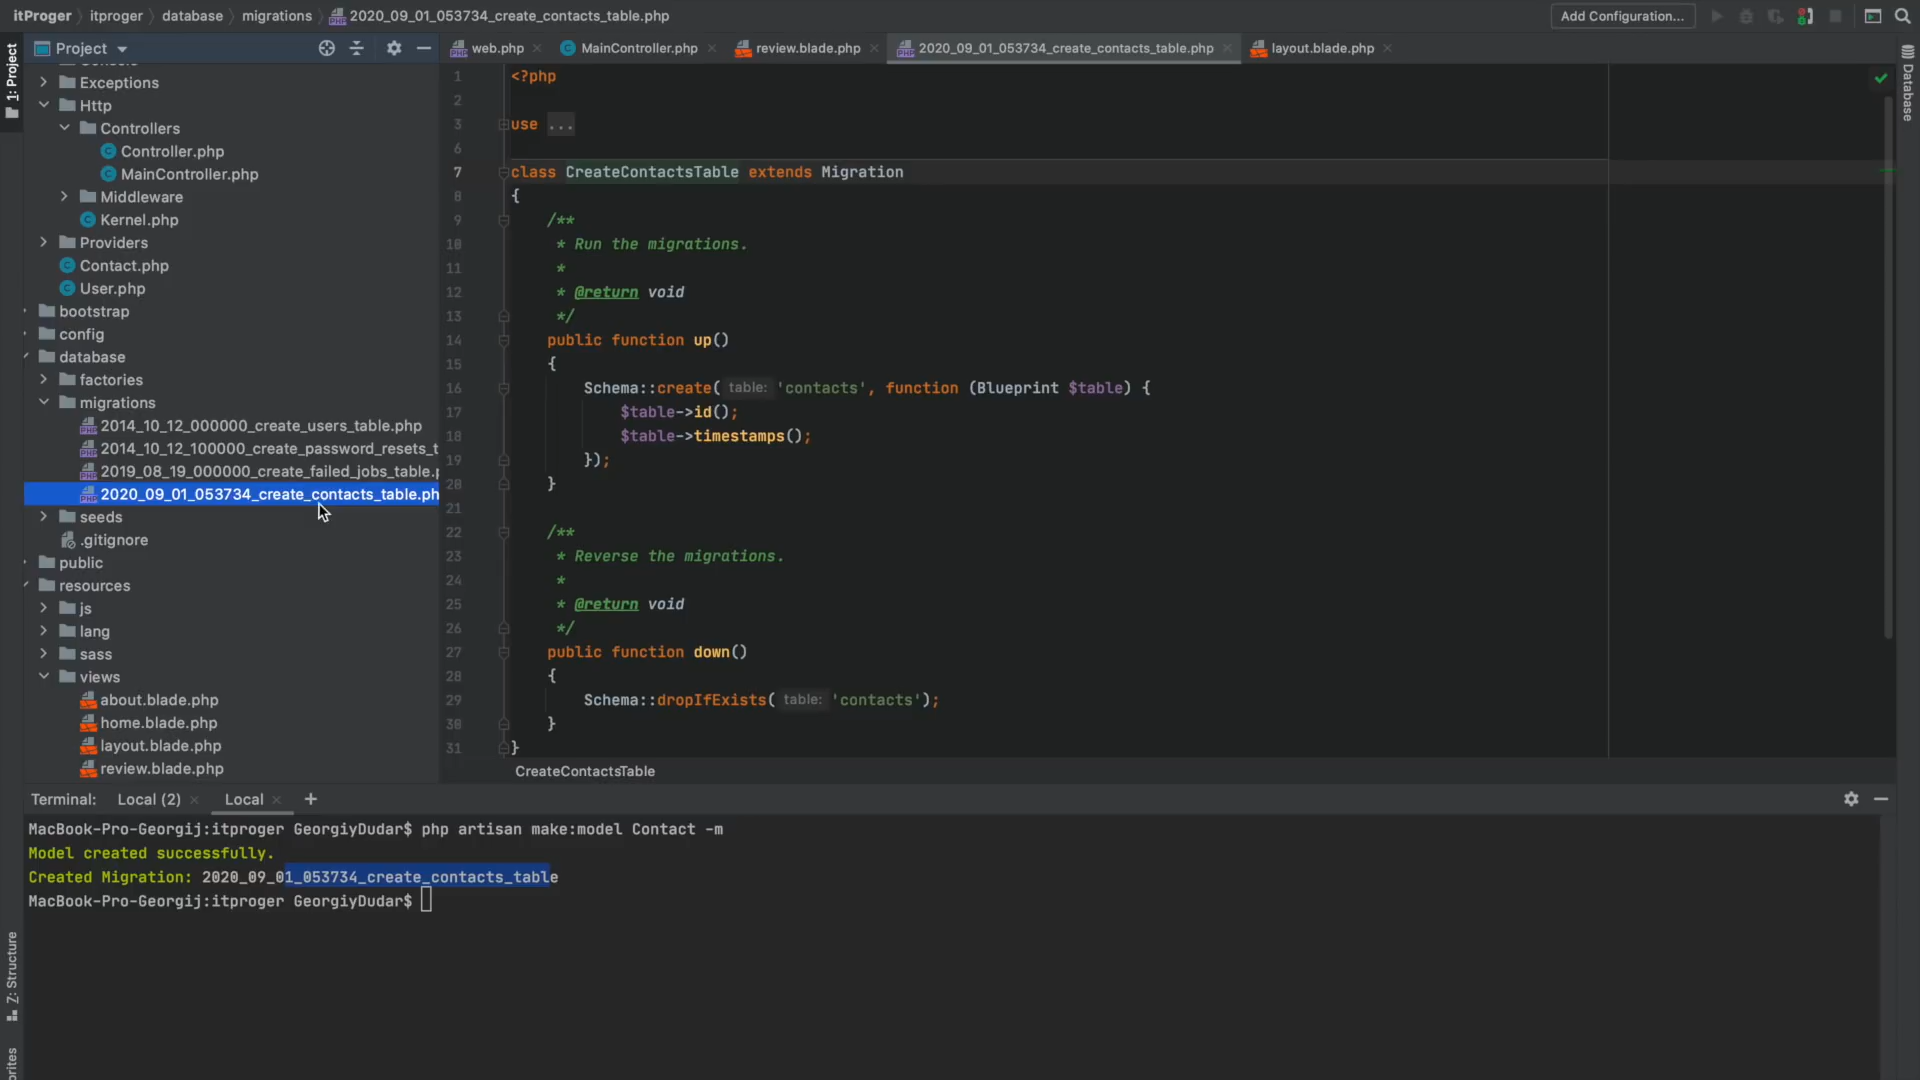 itProger
itproger
database
migrations
2020_09_01_053734_create_contacts_table.php
Add Configuration...
1: Project
Project
web.php
MainController.php
review.blade.php
2020_09_01_053734_create_contacts_table.php
layout.blade.php
Database
Exceptions
Http
Controllers
Controller.php
MainController.php
Middleware
Kernel.php
Providers
Contact.php
User.php
bootstrap
config
database
factories
migrations
2014_10_12_000000_create_users_table.php
2014_10_12_100000_create_password_resets_t
2019_08_19_000000_create_failed_jobs_table.p
2020_09_01_053734_create_contacts_table.ph
seeds
.gitignore
public
resources
js
lang
sass
views
about.blade.php
home.blade.php
layout.blade.php
review.blade.php
1 <?php
2
3 use ...
6
7 class CreateContactsTable extends Migration
8 {
9 /**
10 * Run the migrations.
11 *
12 * @return void
13 */
14 public function up()
15 {
16 Schema::create( table: 'contacts', function (Blueprint $table) {
17 $table->id();
18 $table->timestamps();
19 });
20 }
21
22 /**
23 * Reverse the migrations.
24 *
25 * @return void
26 */
27 public function down()
28 {
29 Schema::dropIfExists( table: 'contacts');
30 }
31 }
CreateContactsTable
Terminal: Local (2) Local
MacBook-Pro-Georgij:itproger GeorgiyDudar$ php artisan make:model Contact -m
Model created successfully.
Created Migration: 2020_09_01_053734_create_contacts_table
MacBook-Pro-Georgij:itproger GeorgiyDudar$
Z: Structure